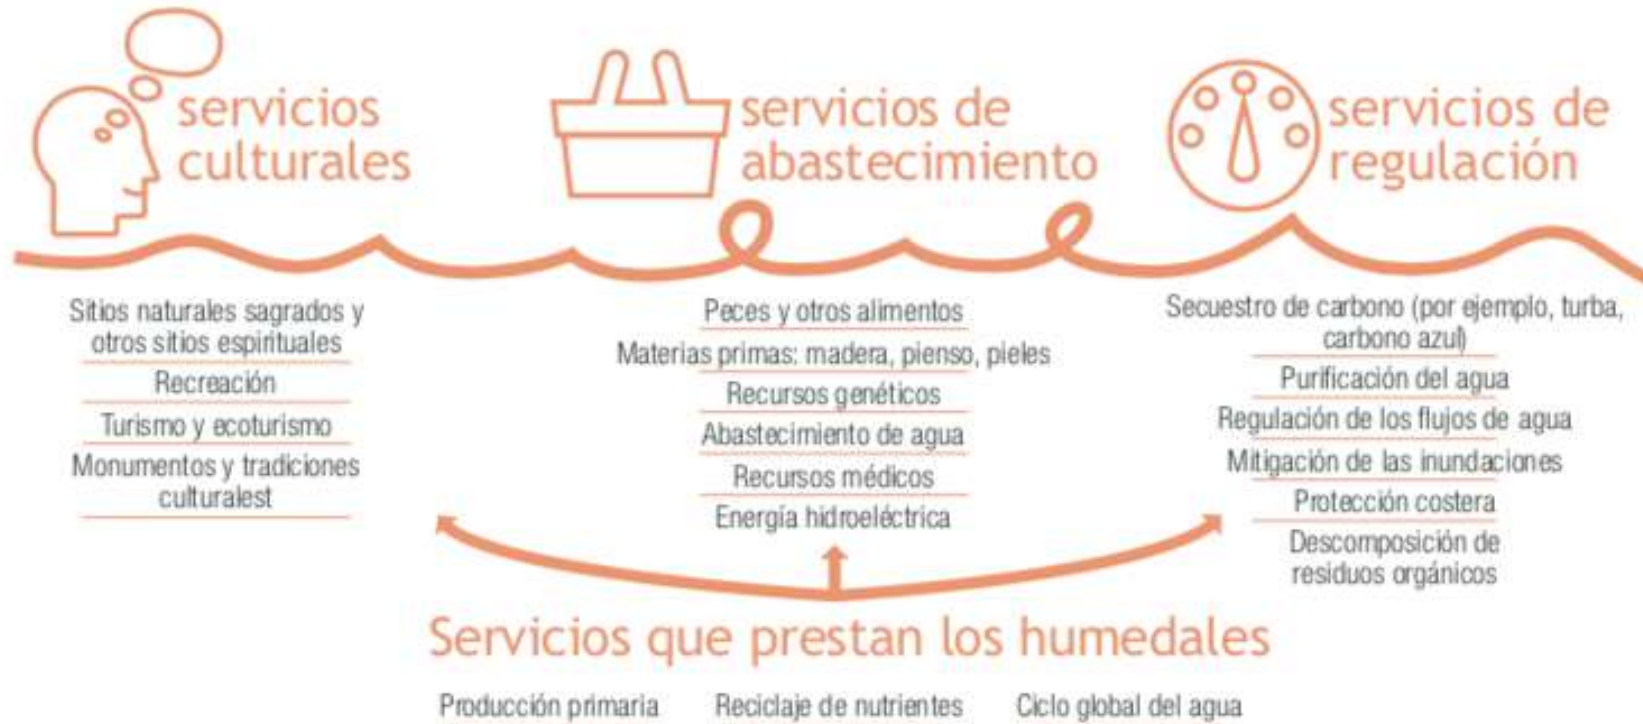 servicios
culturales
Sitios naturales sagrados y
otros sitios espirituales
Recreación
Turismo y ecoturismo
Monumentos y tradiciones
culturalest
servicios de
abastecimiento
Peces y otros alimentos
Materias primas: madera, pienso, pieles
Recursos genéticos
Abastecimiento de agua
Recursos médicos
Energía hidroeléctrica
servicios de
regulación
Secuestro de carbono (por ejemplo, turba,
carbono azul)
Purificación del agua
Regulación de los flujos de agua
Mitigación de las inundaciones
Protección costera
Descomposición de
residuos orgánicos
Servicios que prestan los humedales
Producción primaria
Reciclaje de nutrientes
Ciclo global del agua